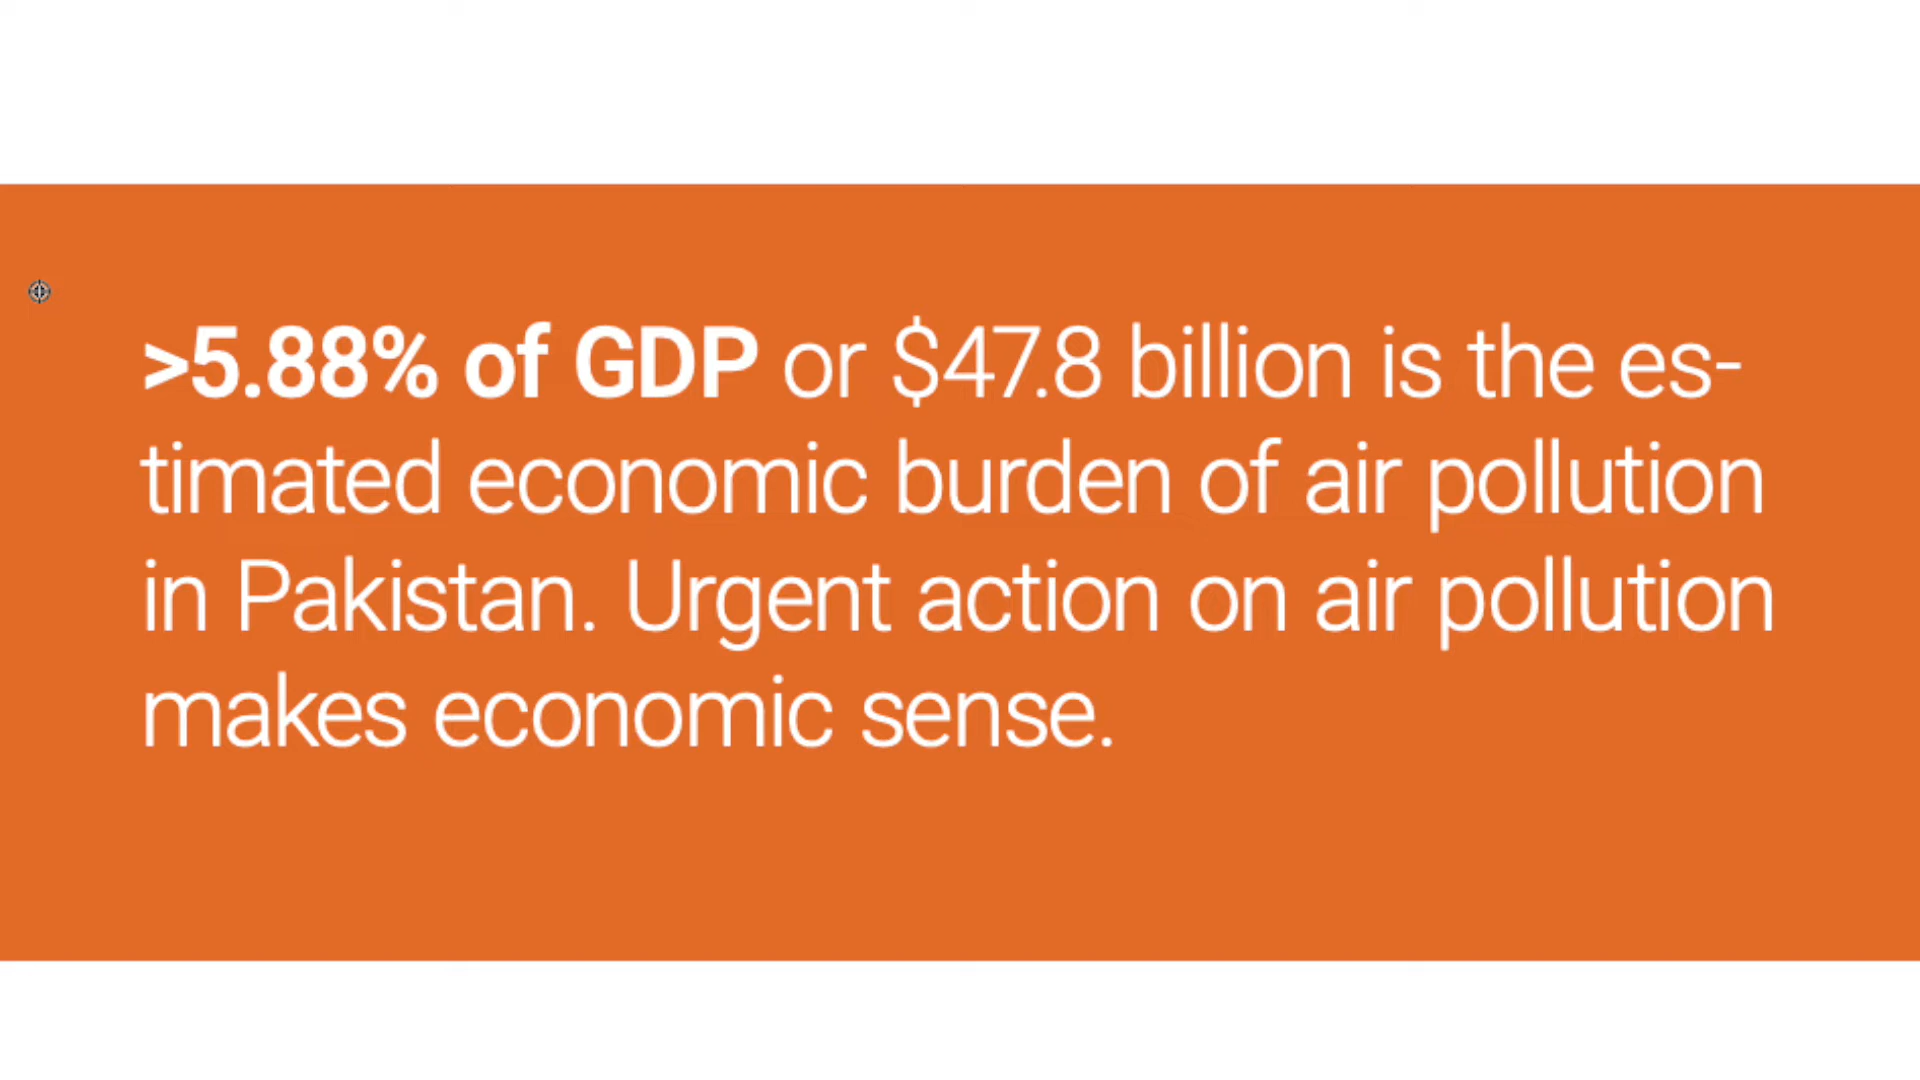 >5.88% of GDP or $47.8 billion is the es-
timated economic burden of air pollution
in Pakistan. Urgent action on air pollution
makes economic sense.